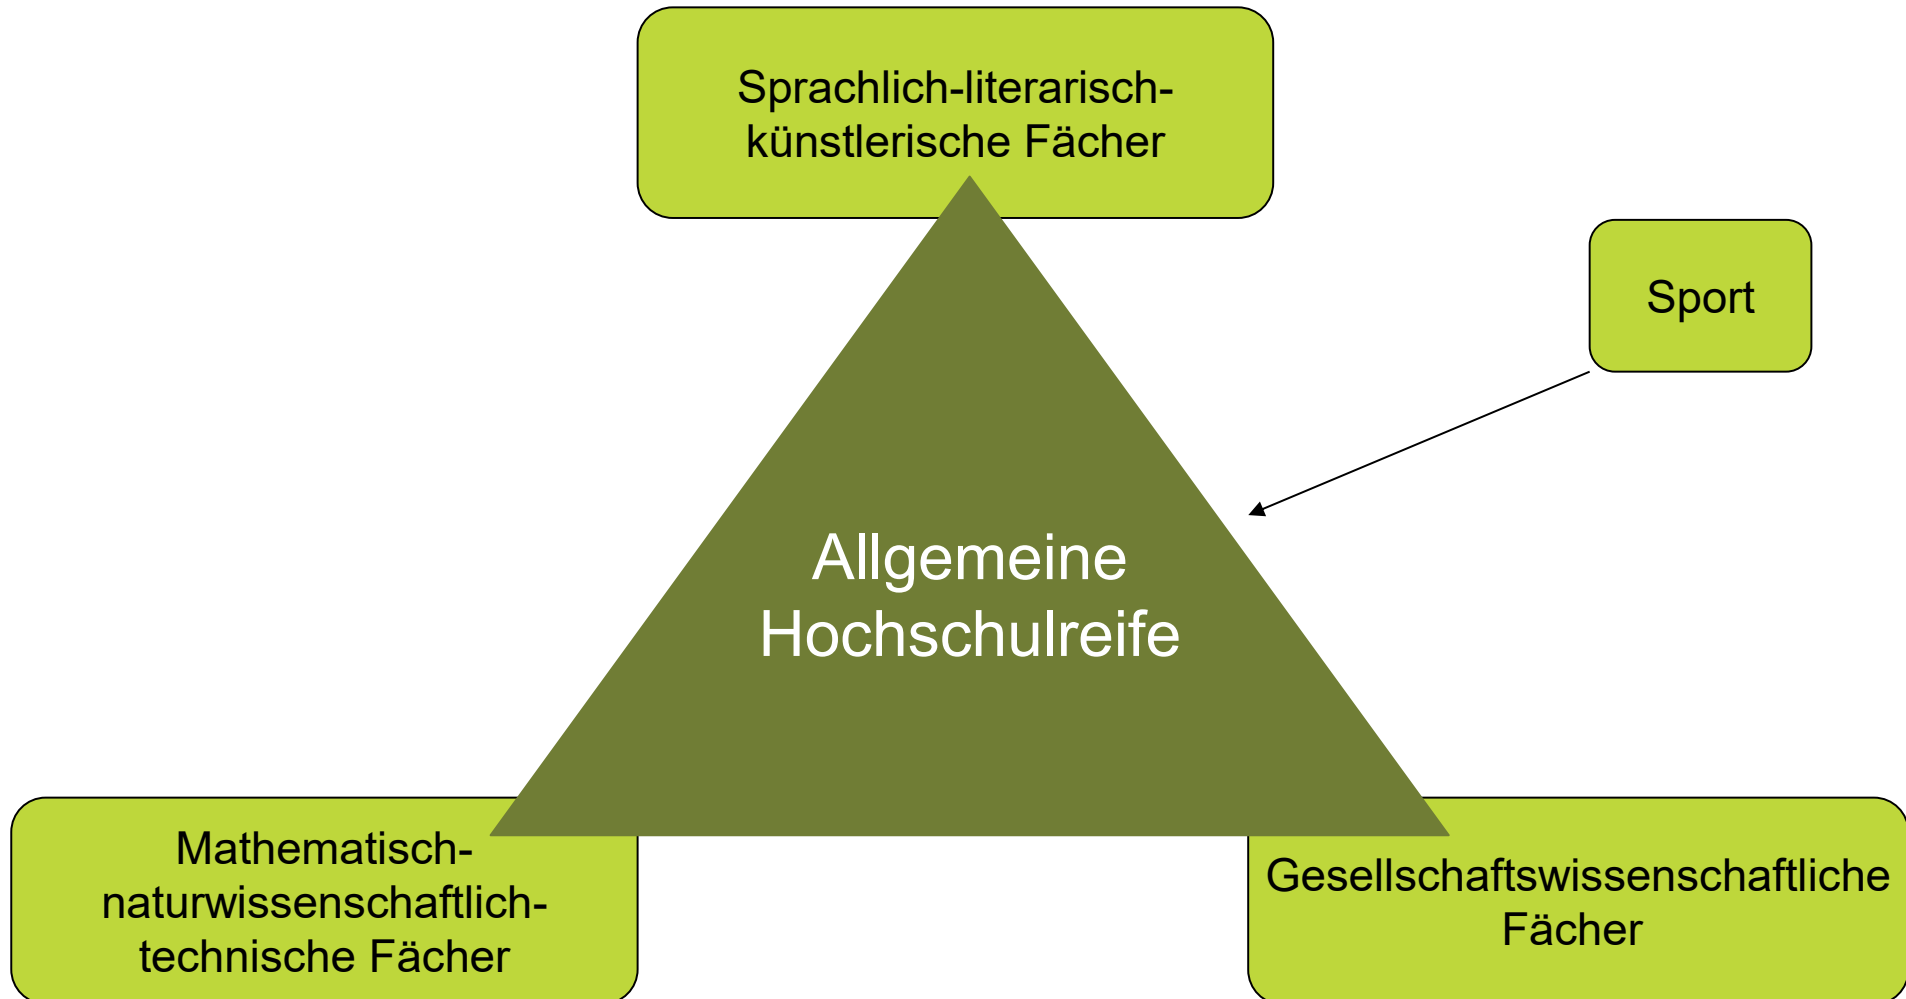 Sprachlich-literarisch-
künstlerische Fächer
Sport
Allgemeine
Hochschulreife
Mathematisch-
naturwissenschaftlich-
technische Fächer
Gesellschaftswissenschaftliche
Fächer